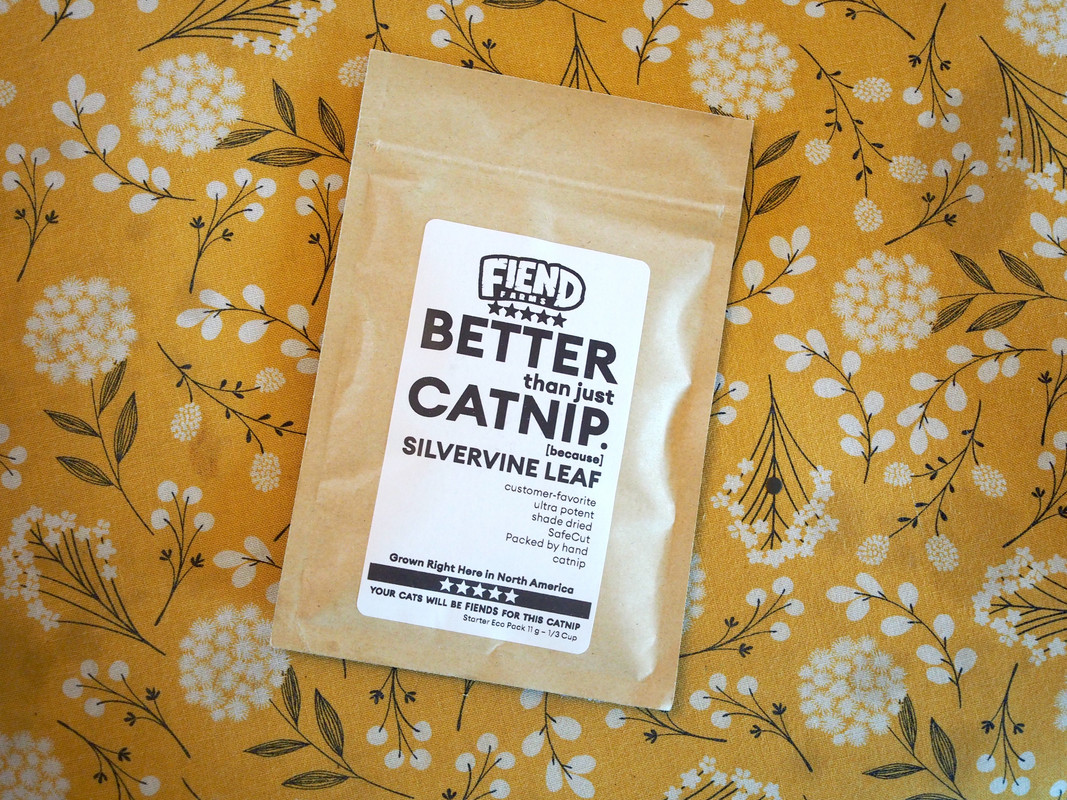 FIEND
FARMS
BETTER
than just
CATNIP.
[because]
SILVERVINE LEAF
customer-favorite
ultra potent
shade dried
SafeCut
Packed by hand
catnip
Grown Right Here in North America
YOUR CATS WILL BE FIENDS FOR THIS CATNIP
Starter Eco Pack 11 g - 1/3 Cup